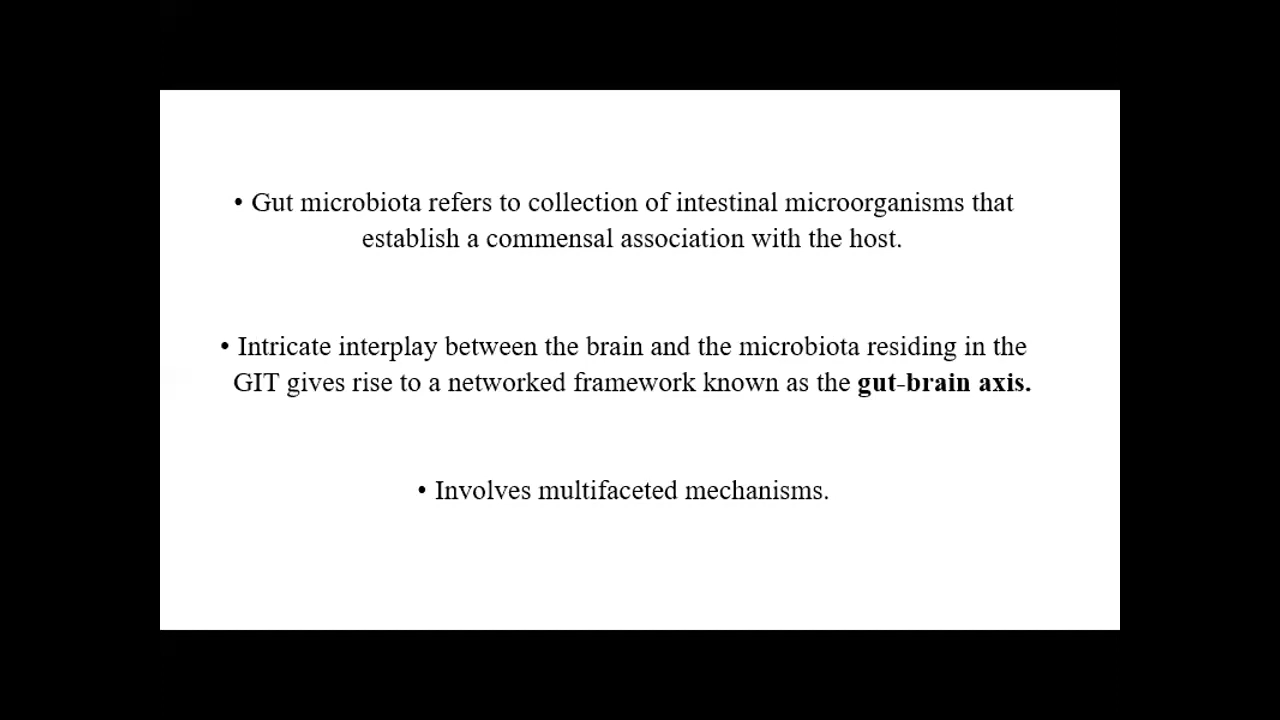 • Gut microbiota refers to collection of intestinal microorganisms that
establish a commensal association with the host.
• Intricate interplay between the brain and the microbiota residing in the
GIT gives rise to a networked framework known as the gut-brain axis.
• Involves multifaceted mechanisms.